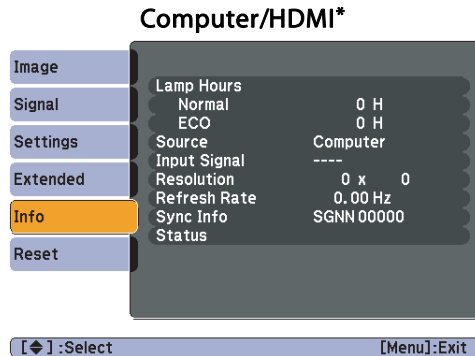 Computer/HDMI*
Image
Signal
Settings
Extended
Info
Reset
Lamp Hours
Normal 0 H
ECO 0 H
Source Computer
Input Signal ----
Resolution 0 x 0
Refresh Rate 0.00 Hz
Sync Info SGNN 00000
Status
[◆] :Select [Menu]:Exit